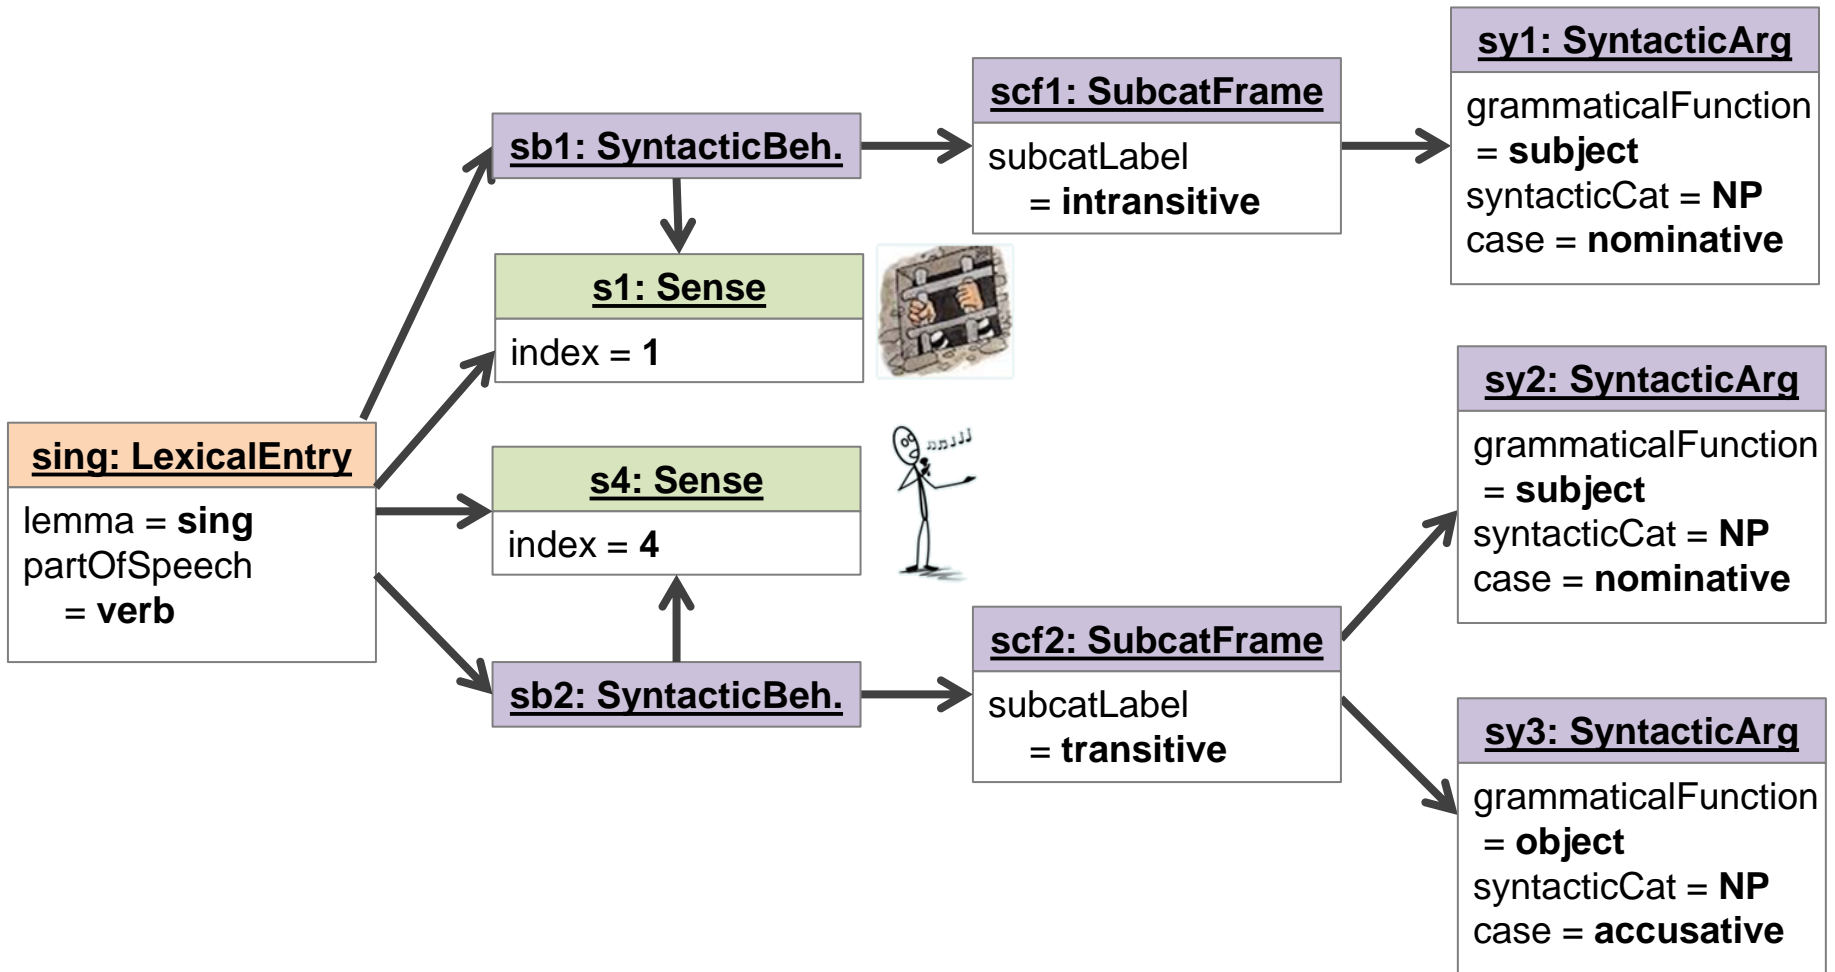 sing: LexicalEntry
lemma = sing
partOfSpeech
= verb
sb1: SyntacticBeh.
s1: Sense
index = 1
s4: Sense
index = 4
sb2: SyntacticBeh.
scf1: SubcatFrame
subcatLabel
= intransitive
scf2: SubcatFrame
subcatLabel
= transitive
sy1: SyntacticArg
grammaticalFunction
= subject
syntacticCat = NP
case = nominative
sy2: SyntacticArg
grammaticalFunction
= subject
syntacticCat = NP
case = nominative
sy3: SyntacticArg
grammaticalFunction
= object
syntacticCat = NP
case = accusative